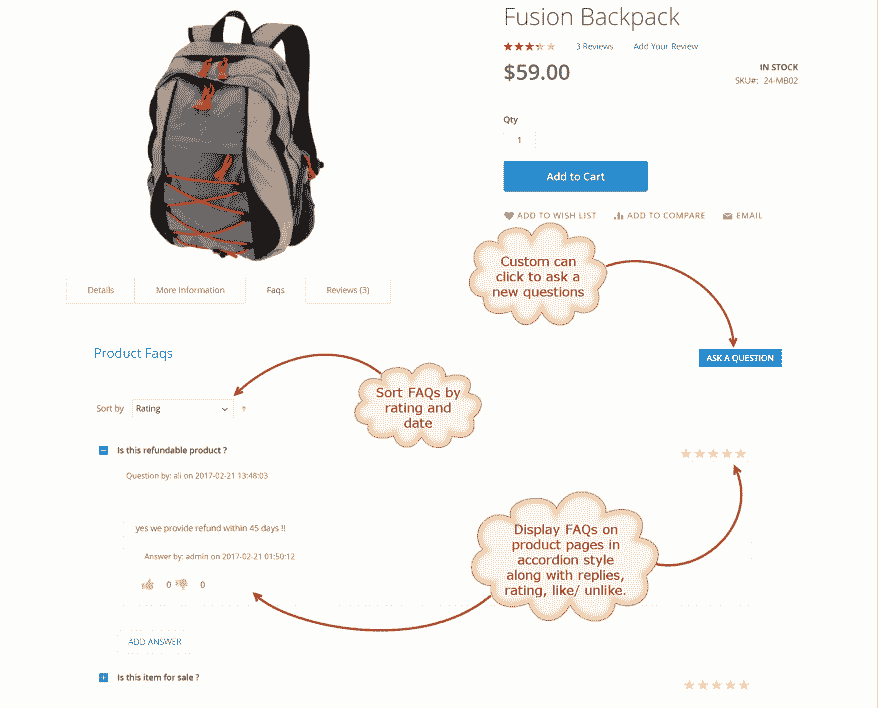 Fusion Backpack
3 Reviews Add Your Review
$59.00
IN STOCK
SKU#: 24-MB02
Qty
1
Add to Cart
ADD TO WISH LIST ADD TO COMPARE EMAIL
Custom can
click to ask a
new questions
Details More Information Faqs Reviews (3)
Product Faqs
ASK A QUESTION
Sort FAQs by
rating and
date
Sort by Rating
Is this refundable product ?
Question by: ali on 2017-02-21 13:48:03
yes we provide refund within 45 days !!
Answer by: admin on 2017-02-21 01:50:12
0 0
Display FAQs on
product pages in
accordion style
along with replies,
rating, like/ unlike.
ADD ANSWER
Is this item for sale ?